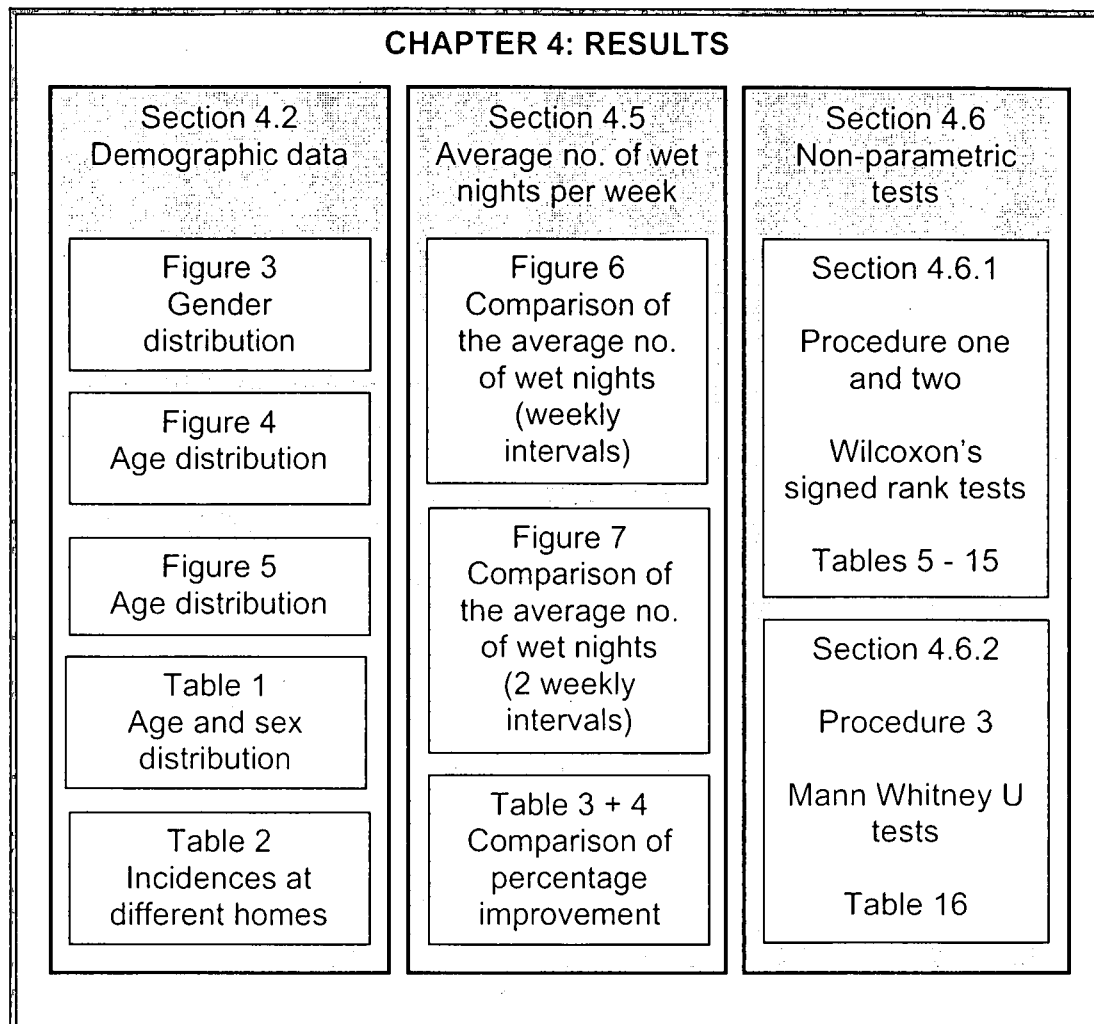 CHAPTER 4: RESULTS
Section 4.2
Demographic data
Figure 3
Gender
distribution
Figure 4
Age distribution
Figure 5
Age distribution
Table 1
Age and sex
distribution
Table 2
Incidences at
different homes
Section 4.5
Average no. of wet
nights per week
Figure 6
Comparison of
the average no.
of wet nights
(weekly
intervals)
Figure 7
Comparison of
the average no.
of wet nights
(2 weekly
intervals)
Table 3 + 4
Comparison of
percentage
improvement
Section 4.6
Non-parametric
tests
Section 4.6.1
Procedure one
and two
Wilcoxon's
signed rank tests
Tables 5 - 15
Section 4.6.2
Procedure 3
Mann Whitney U
tests
Table 16